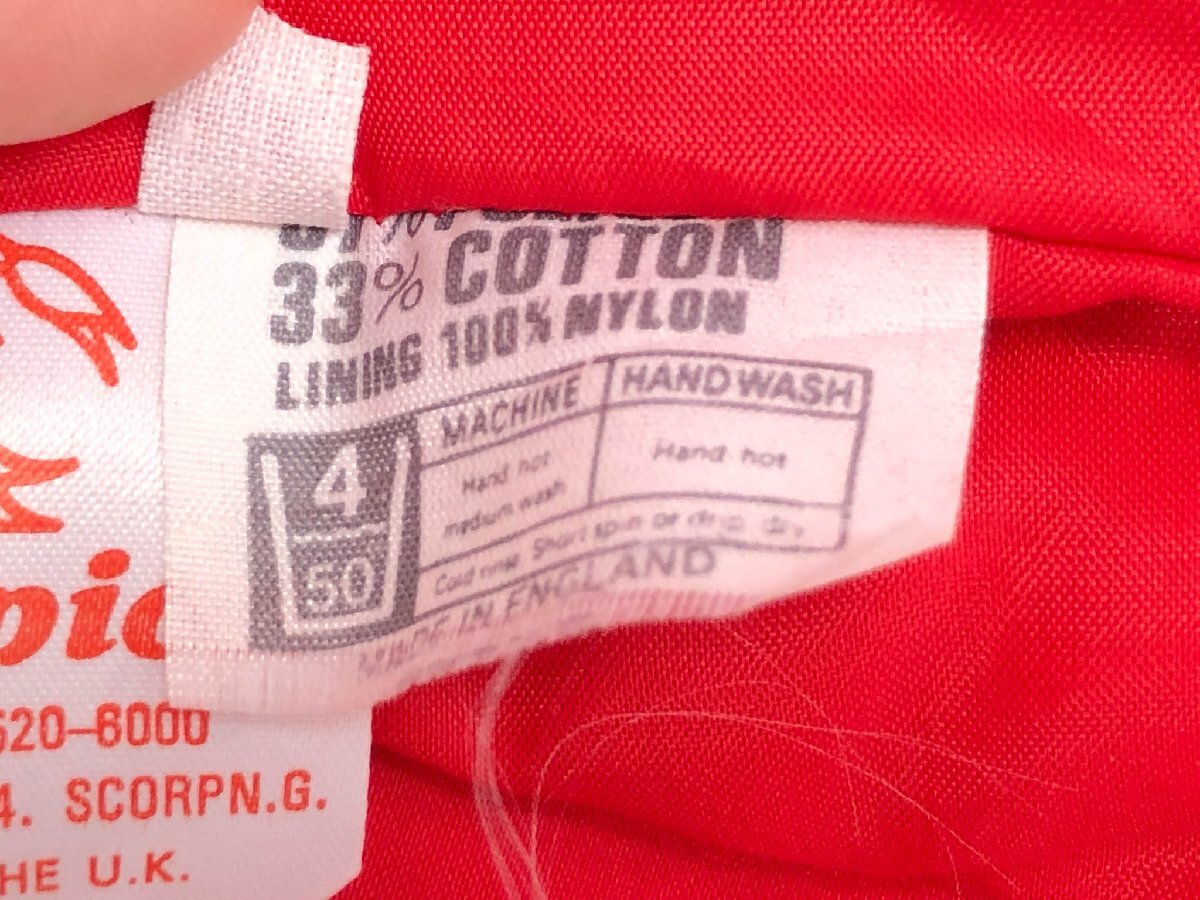 33% COTTON
LINING 100% NYLON
MACHINE
HAND WASH
4
50
Hand hot
medium wash
Hand hot
Cold rinse Short spin or drip dry
MADE IN ENGLAND
520-6000
4. SCORPN.G.
THE U.K.